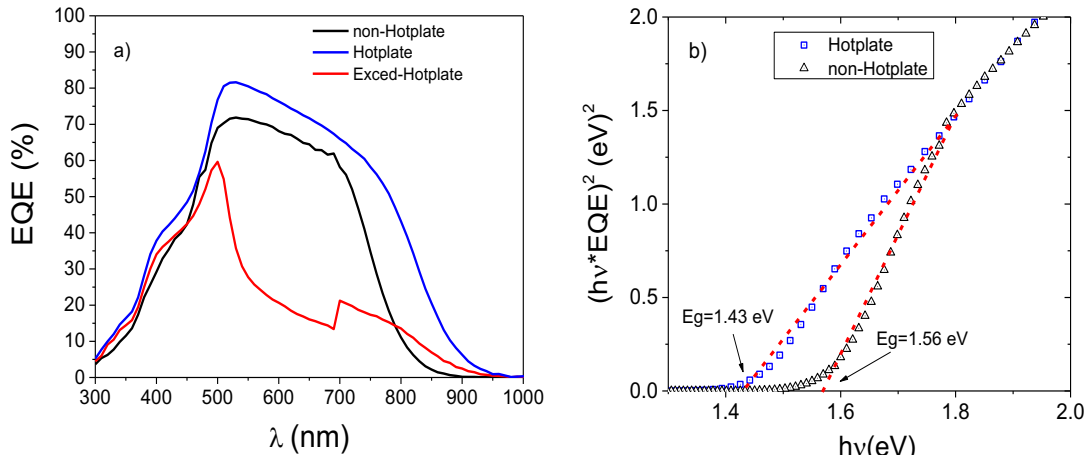 a)
non-Hotplate
Hotplate
Exced-Hotplate
EQE (%)
100
90
80
70
60
50
40
30
20
10
0
300 400 500 600 700 800 900 1000
λ (nm)
b)
Hotplate
non-Hotplate
(hν*EQE)² (eV)²
2.0
1.5
1.0
0.5
0.0
Eg=1.43 eV
Eg=1.56 eV
1.4 1.6 1.8 2.0
hν(eV)